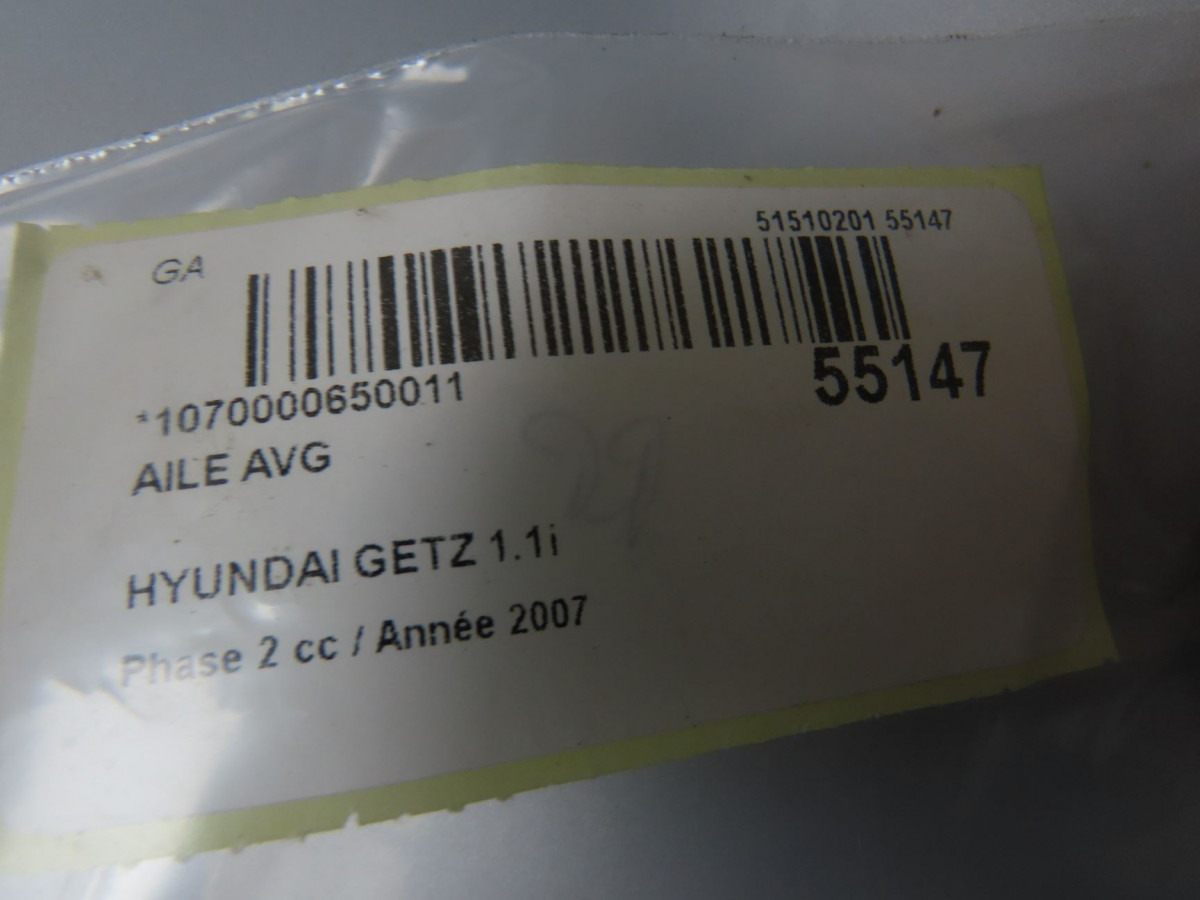 51510201 55147
GA
*1070000650011
55147
AILE AVG
HYUNDAI GETZ 1.1i
Phase 2 cc / Année 2007